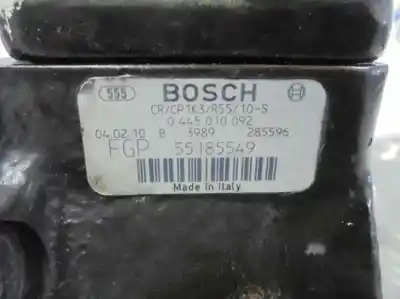 555 BOSCH
CR/CP1K3/R55/10-S
0 445 010 092
04.02.10 8 3989 285596
FGP 55185549
Made in Italy